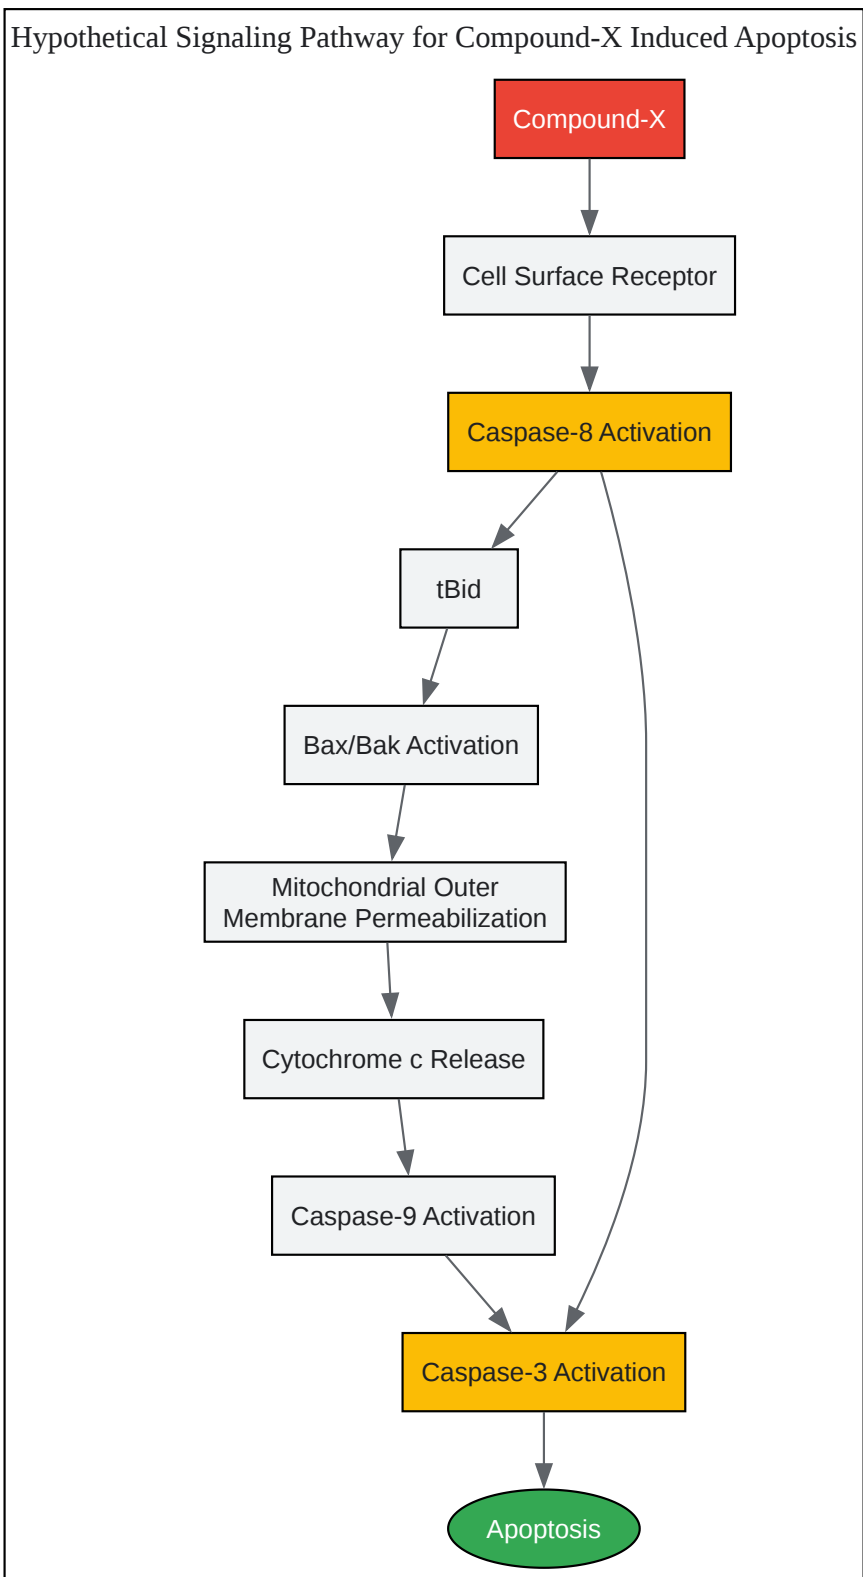 Hypothetical Signaling Pathway for Compound-X Induced Apoptosis
Compound-X
Cell Surface Receptor
Caspase-8 Activation
tBid
Bax/Bak Activation
Mitochondrial Outer
Membrane Permeabilization
Cytochrome c Release
Caspase-9 Activation
Caspase-3 Activation
Apoptosis